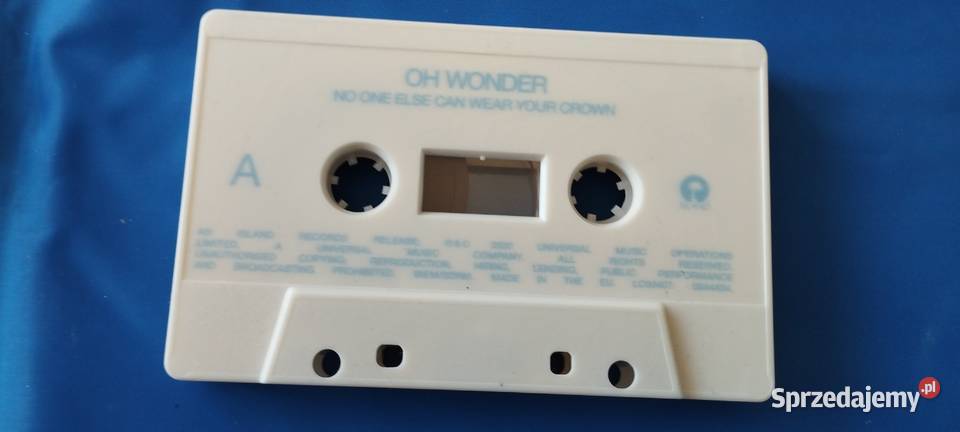 OH WONDER
NO ONE ELSE CAN WEAR YOUR CROWN
A
AN ISLAND RECORDS RELEASE. UNIVERSAL MUSIC OPERATIONS
LIMITED, A UNIVERSAL MUSIC COMPANY. ALL RIGHTS RESERVED.
UNAUTHORISED COPYING, REPRODUCTION, HIRING, LENDING, PUBLIC PERFORMANCE
AND BROADCASTING PROHIBITED. MADE IN THE EU.
Sprzedajemy.pl